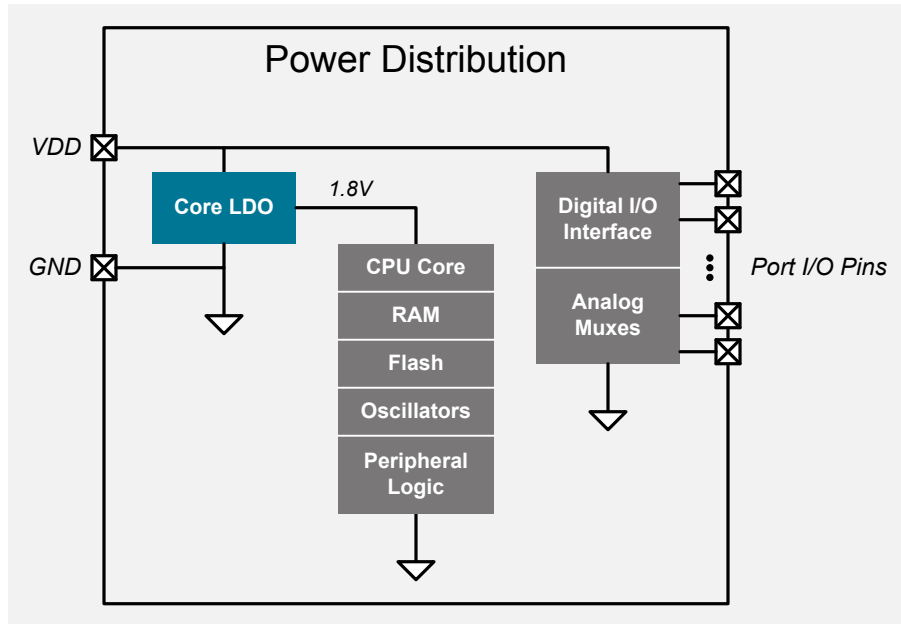 Power Distribution
VDD
GND
Core LDO
1.8V
CPU Core
RAM
Flash
Oscillators
Peripheral
Logic
Digital I/O
Interface
Analog
Muxes
Port I/O Pins